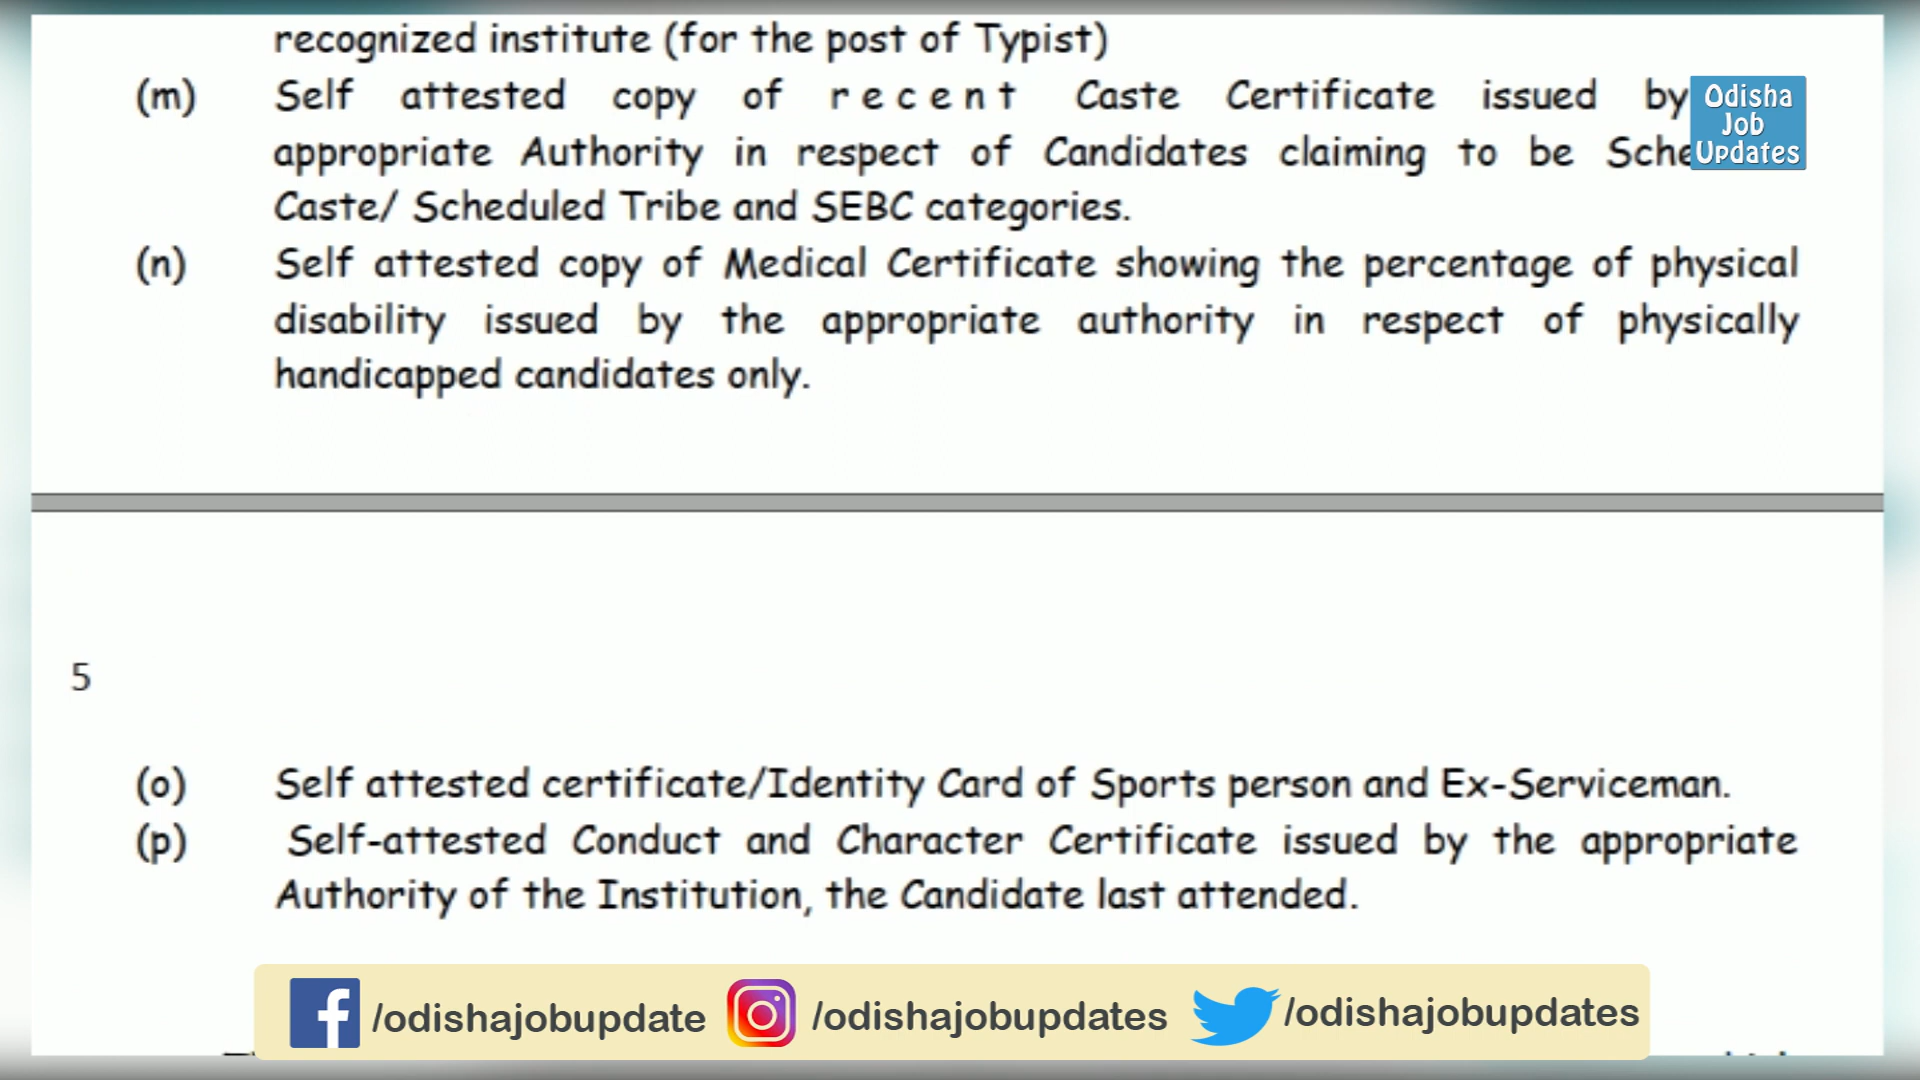 recognized institute (for the post of Typist)
(m) Self attested copy of recent Caste Certificate issued by
appropriate Authority in respect of Candidates claiming to be
Caste/ Scheduled Tribe and SEBC categories.
(n) Self attested copy of Medical Certificate showing the percentage of physical
disability issued by the appropriate authority in respect of physically
handicapped candidates only.
Odisha
Job
Updates
5
(o) Self attested certificate/Identity Card of Sports person and Ex-Serviceman.
(p) Self-attested Conduct and Character Certificate issued by the appropriate
Authority of the Institution, the Candidate last attended.
/odishajobupdate /odishajobupdates /odishajobupdates